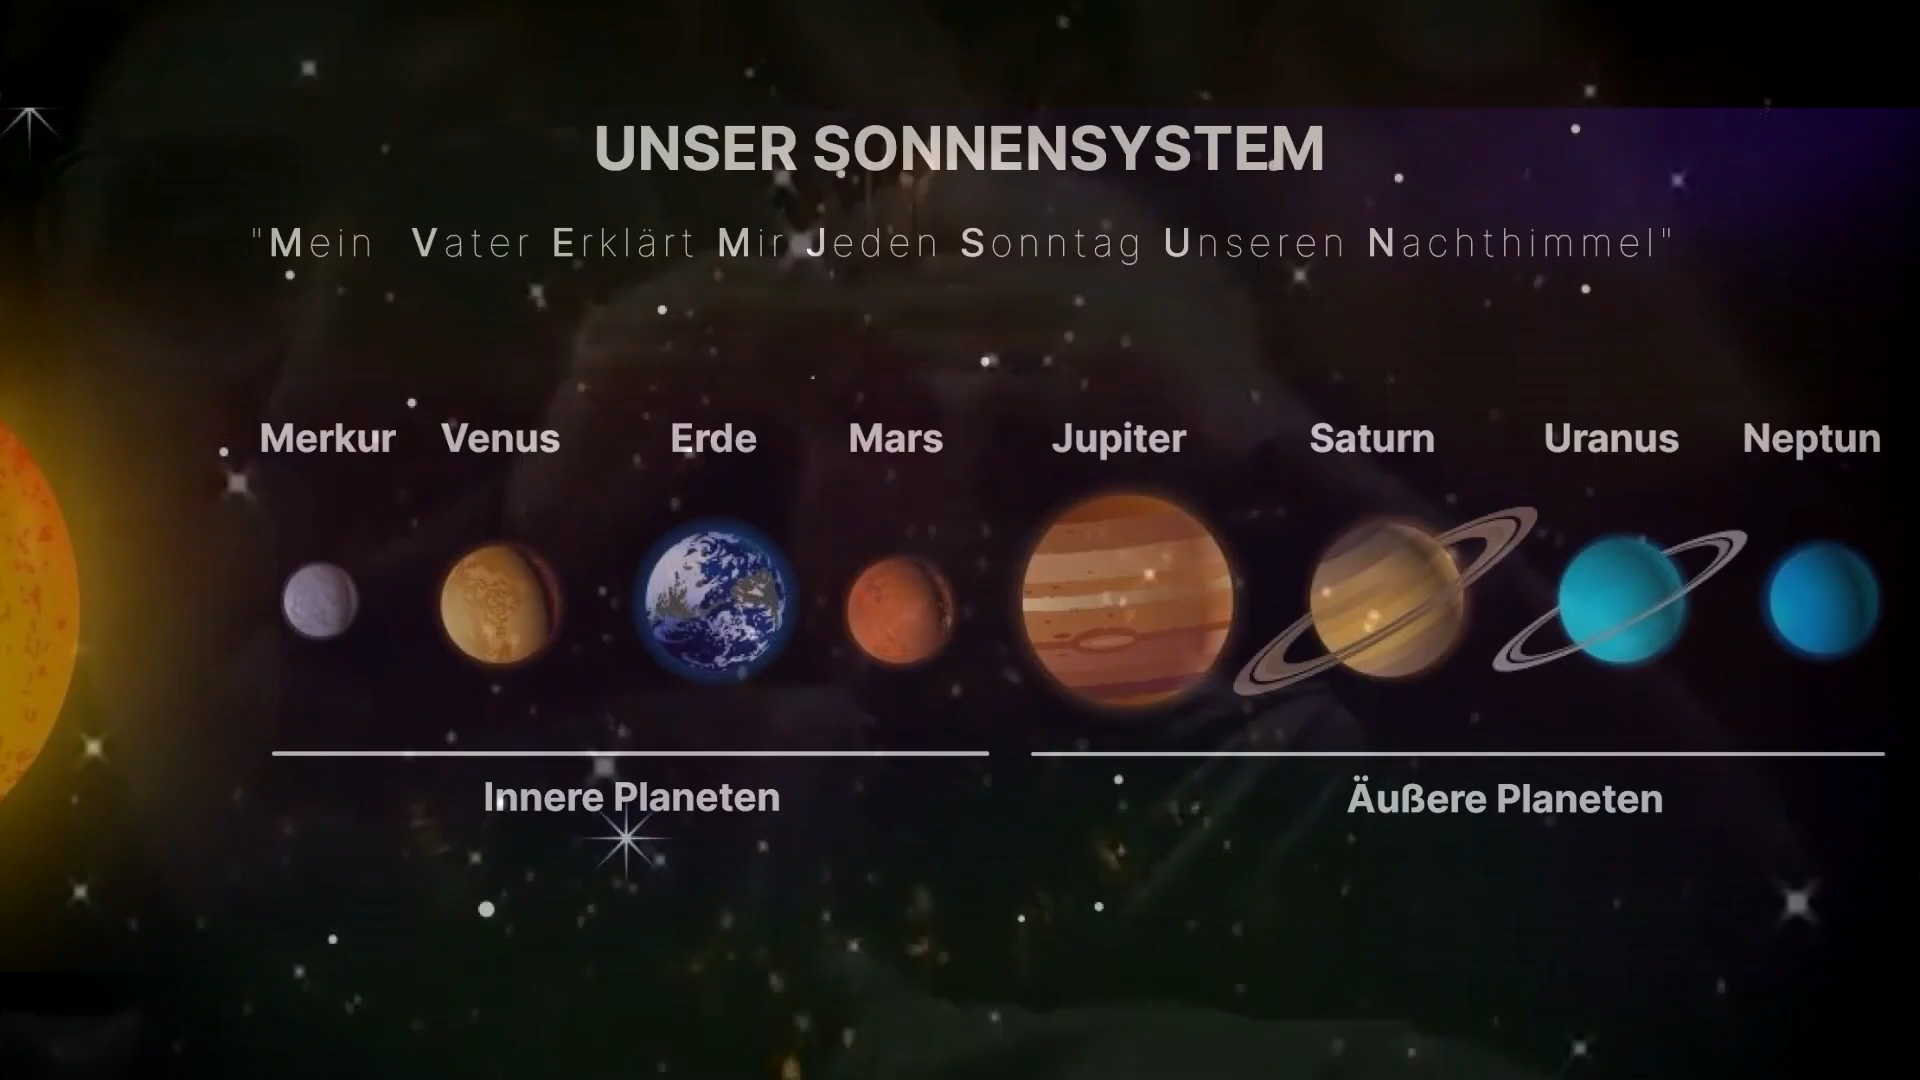 UNSER SONNENSYSTEM
"Mein Vater Erklärt Mir Jeden Sonntag Unseren Nachthimmel"
Merkur Venus Erde Mars Jupiter Saturn Uranus Neptun
Innere Planeten Äußere Planeten